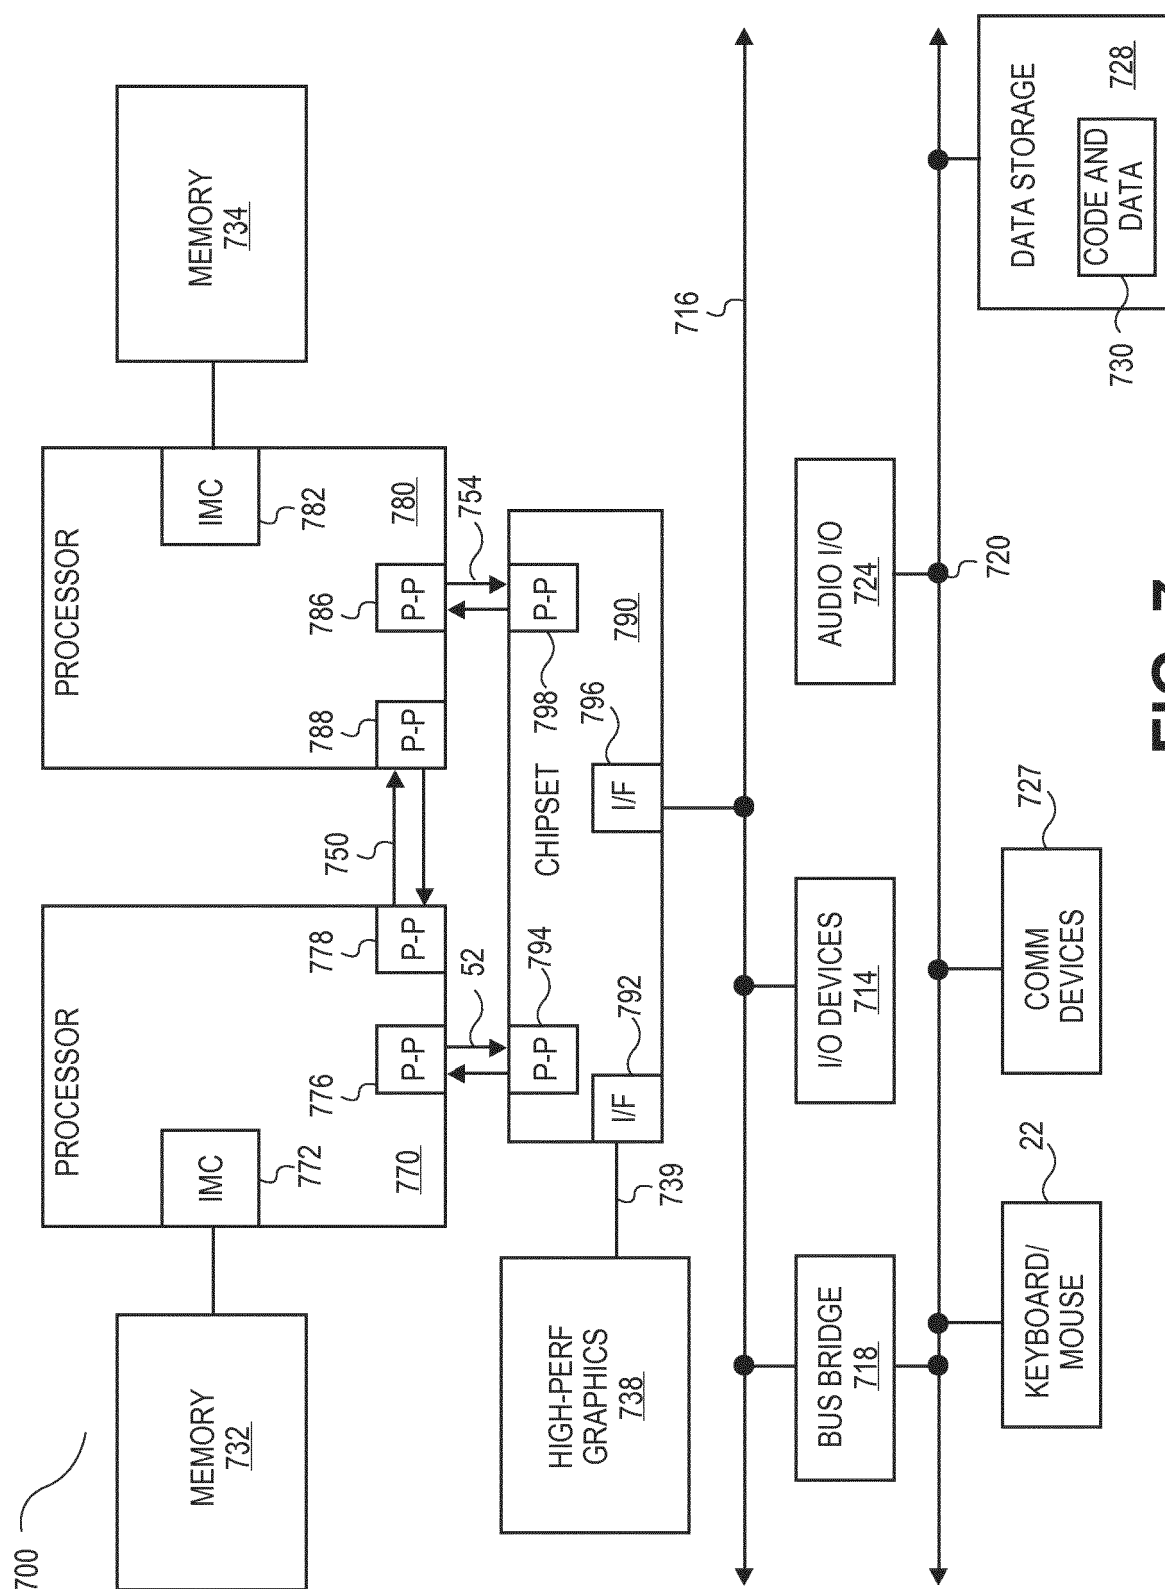 700
MEMORY
732
PROCESSOR
IMC
772
770
776
P-P
778
P-P
750
PROCESSOR
788
P-P
786
P-P
IMC
782
780
MEMORY
734
52
754
HIGH-PERF
GRAPHICS
738
739
I/F
792
P-P
794
CHIPSET
I/F
796
P-P
798
790
716
BUS BRIDGE
718
I/O DEVICES
714
AUDIO I/O
724
720
KEYBOARD/
MOUSE
22
COMM
DEVICES
727
DATA STORAGE
728
CODE AND
DATA
730